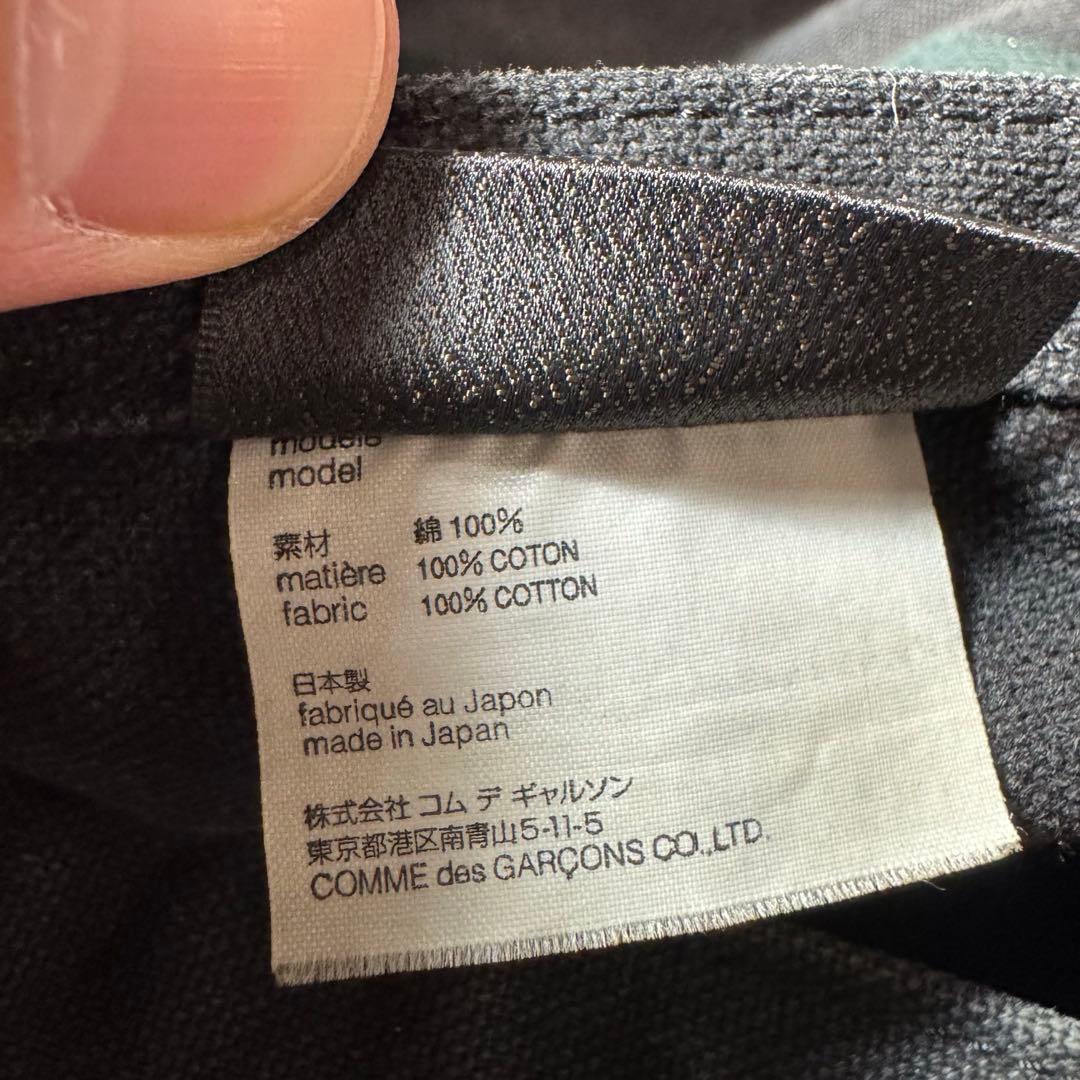 modèle
model
素材 綿 100%
matière 100% COTON
fabric 100% COTTON
日本製
fabriqué au Japon
made in Japan
株式会社 コム デ ギャルソン
東京都港区南青山5-11-5
COMME des GARÇONS CO.,LTD.